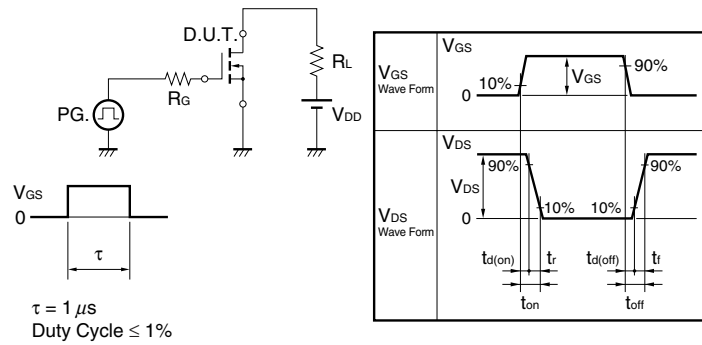 D.U.T.
RL
RG
PG.
VDD
VGS
0
τ
τ = 1 μs
Duty Cycle ≤ 1%
VGS
Wave Form
VGS
10%
0
VGS
90%
VDS
Wave Form
VDS
90%
VDS
0
10%
10%
90%
td(on)
tr
td(off)
tf
ton
toff